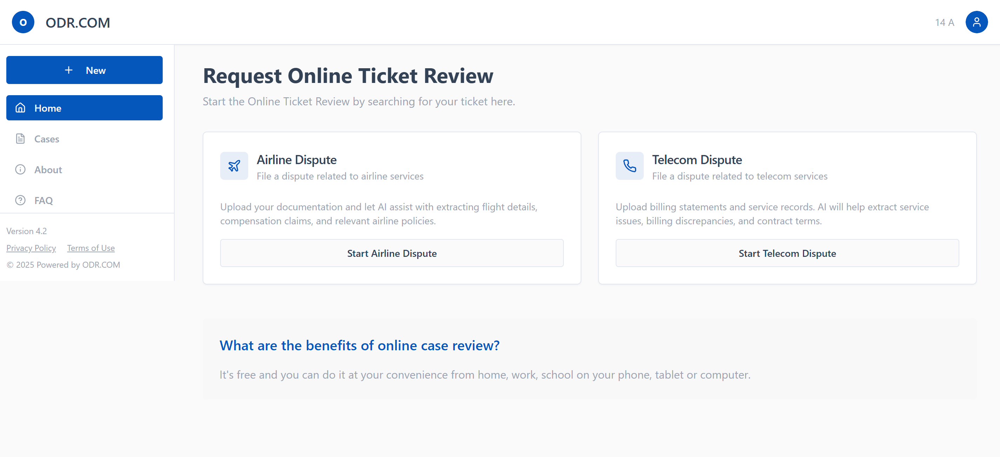 o ODR.COM
14 A
New
Home
Cases
About
FAQ
Version 4.2
Privacy Policy Terms of Use
© 2025 Powered by ODR.COM
Request Online Ticket Review
Start the Online Ticket Review by searching for your ticket here.
Airline Dispute
File a dispute related to airline services
Upload your documentation and let AI assist with extracting flight details,
compensation claims, and relevant airline policies.
Start Airline Dispute
Telecom Dispute
File a dispute related to telecom services
Upload billing statements and service records. AI will help extract service
issues, billing discrepancies, and contract terms.
Start Telecom Dispute
What are the benefits of online case review?
It's free and you can do it at your convenience from home, work, school on your phone, tablet or computer.